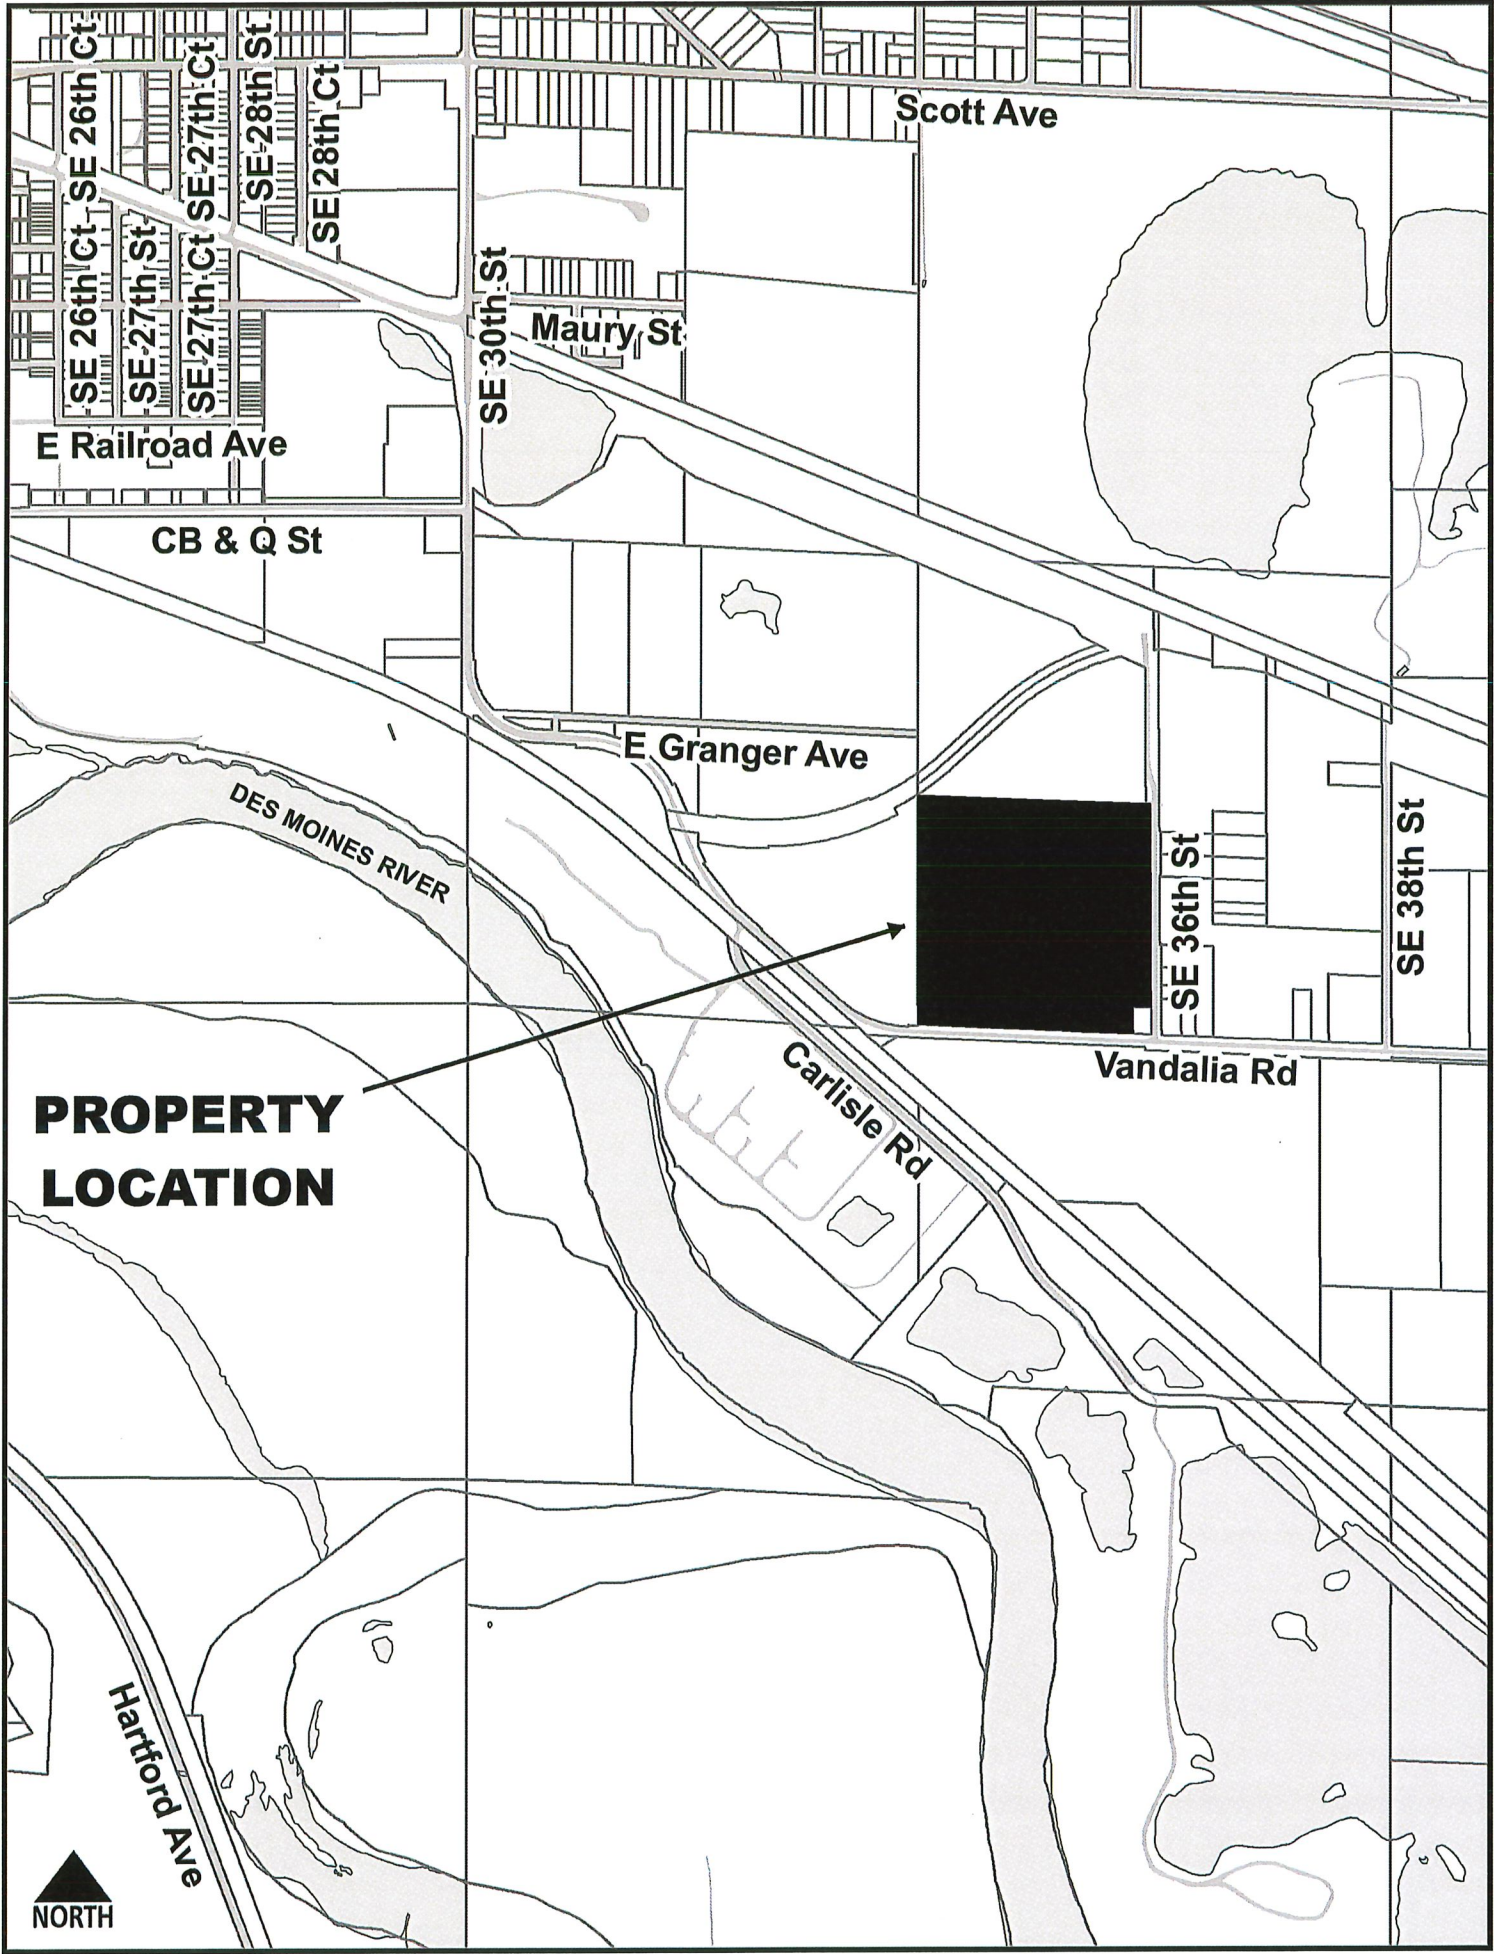 SE 26th Ct
SE 27th Ct
SE 28th St
SE 28th Ct
Scott Ave
SE 26th Ct
SE 27th St
SE 27th Ct
SE 30th St
Maury St
E Railroad Ave
CB & Q St
E Granger Ave
DES MOINES RIVER
SE 36th St
SE 38th St
Vandalia Rd
Carlisle Rd
PROPERTY
LOCATION
Hartford Ave
NORTH